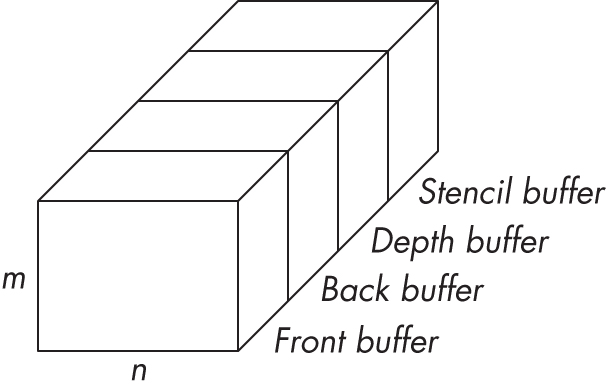 Stencil buffer
Depth buffer
m
Back buffer
Front buffer
n